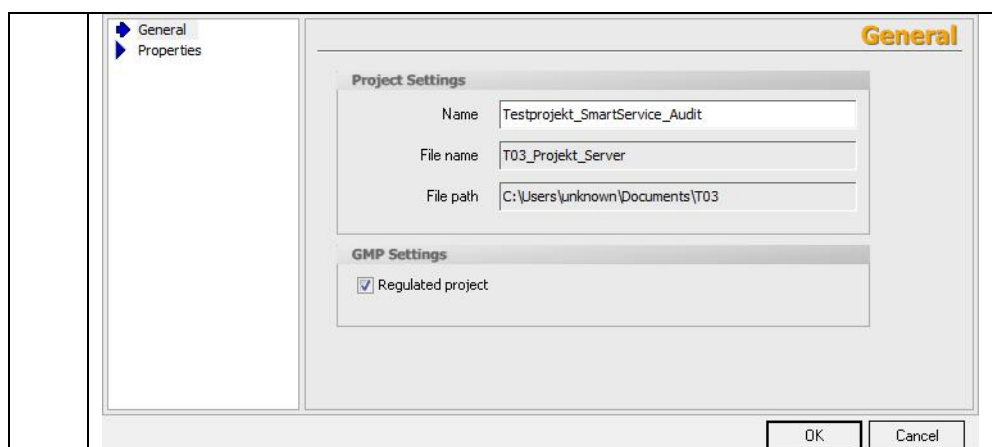 General
Properties
General
Project Settings
Name Testprojekt_SmartService_Audit
File name T03_Projekt_Server
File path C:\Users\unknown\Documents\T03
GMP Settings
Regulated project
OK Cancel